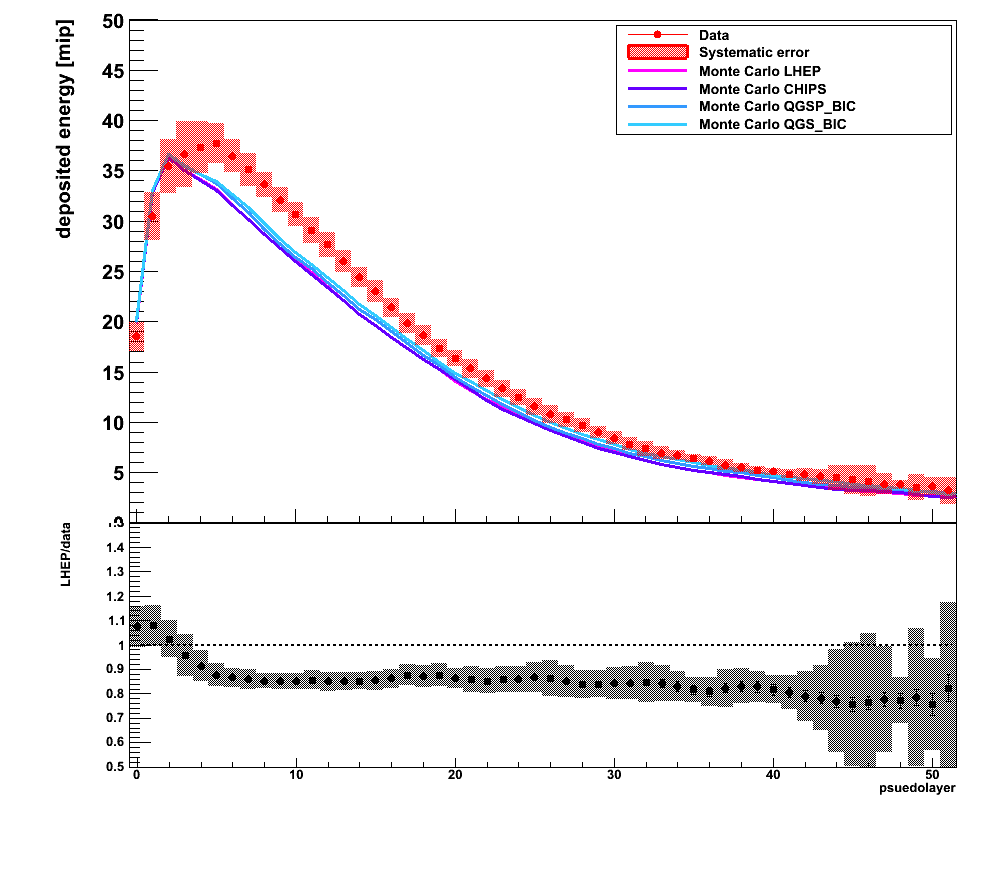 deposited energy [mip]
50
45
40
35
30
25
20
15
10
5
Data
Systematic error
Monte Carlo LHEP
Monte Carlo CHIPS
Monte Carlo QGSP_BIC
Monte Carlo QGS_BIC
LHEP/data
1.4
1.3
1.2
1.1
1
0.9
0.8
0.7
0.6
0.5
0 10 20 30 40 50
psuedolayer